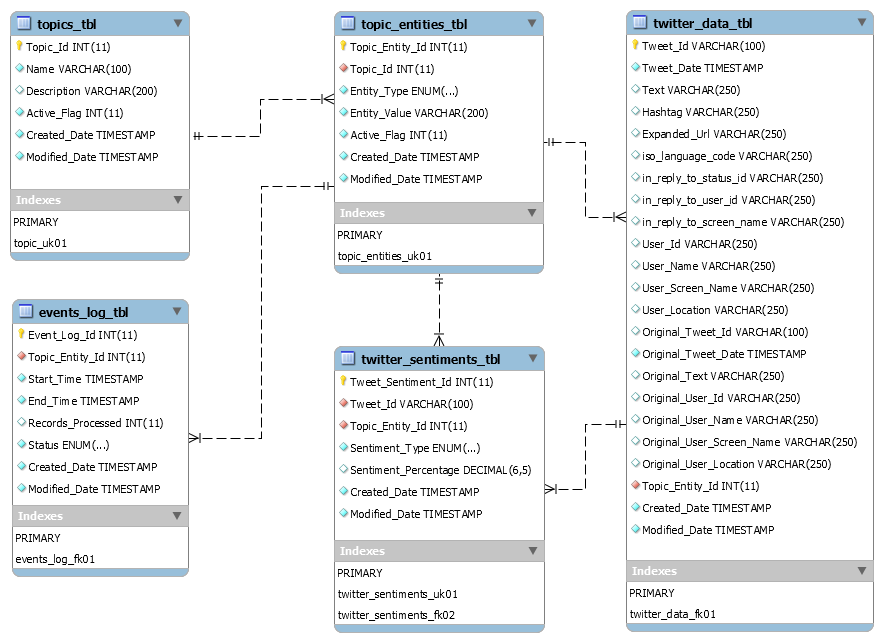 topics_tbl
Topic_Id INT(11)
Name VARCHAR(100)
Description VARCHAR(200)
Active_Flag INT(11)
Created_Date TIMESTAMP
Modified_Date TIMESTAMP
Indexes
PRIMARY
topic_uk01
topic_entities_tbl
Topic_Entity_Id INT(11)
Topic_Id INT(11)
Entity_Type ENUM(...)
Entity_Value VARCHAR(200)
Active_Flag INT(11)
Created_Date TIMESTAMP
Modified_Date TIMESTAMP
Indexes
PRIMARY
topic_entities_uk01
twitter_data_tbl
Tweet_Id VARCHAR(100)
Tweet_Date TIMESTAMP
Text VARCHAR(250)
Hashtag VARCHAR(250)
Expanded_Url VARCHAR(250)
iso_language_code VARCHAR(250)
in_reply_to_status_id VARCHAR(250)
in_reply_to_user_id VARCHAR(250)
in_reply_to_screen_name VARCHAR(250)
User_Id VARCHAR(250)
User_Name VARCHAR(250)
User_Screen_Name VARCHAR(250)
User_Location VARCHAR(250)
Original_Tweet_Id VARCHAR(100)
Original_Tweet_Date TIMESTAMP
Original_Text VARCHAR(250)
Original_User_Id VARCHAR(250)
Original_User_Name VARCHAR(250)
Original_User_Screen_Name VARCHAR(250)
Original_User_Location VARCHAR(250)
Topic_Entity_Id INT(11)
Created_Date TIMESTAMP
Modified_Date TIMESTAMP
Indexes
PRIMARY
twitter_data_fk01
events_log_tbl
Event_Log_Id INT(11)
Topic_Entity_Id INT(11)
Start_Time TIMESTAMP
End_Time TIMESTAMP
Records_Processed INT(11)
Status ENUM(...)
Created_Date TIMESTAMP
Modified_Date TIMESTAMP
Indexes
PRIMARY
events_log_fk01
twitter_sentiments_tbl
Tweet_Sentiment_Id INT(11)
Tweet_Id VARCHAR(100)
Topic_Entity_Id INT(11)
Sentiment_Type ENUM(...)
Sentiment_Percentage DECIMAL(6,5)
Created_Date TIMESTAMP
Modified_Date TIMESTAMP
Indexes
PRIMARY
twitter_sentiments_uk01
twitter_sentiments_fk02